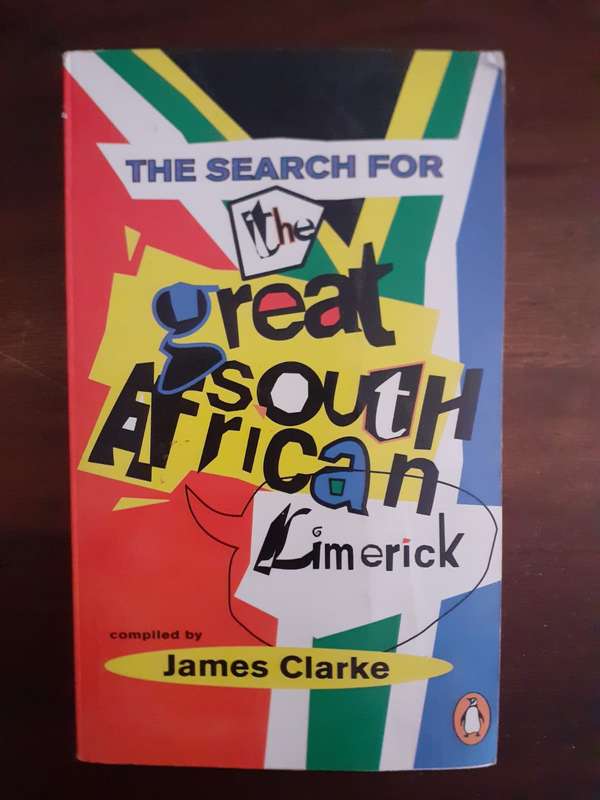 THE SEARCH FOR
the
great
South
African
Limerick
compiled by
James Clarke